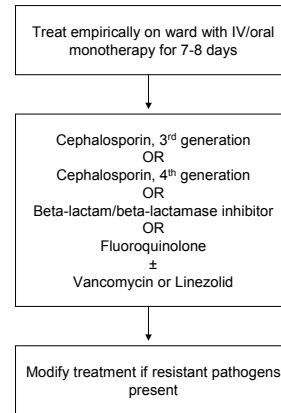 Treat empirically on ward with IV/oral
monotherapy for 7-8 days
Cephalosporin, 3rd generation
OR
Cephalosporin, 4th generation
OR
Beta-lactam/beta-lactamase inhibitor
OR
Fluoroquinolone
±
Vancomycin or Linezolid
Modify treatment if resistant pathogens
present